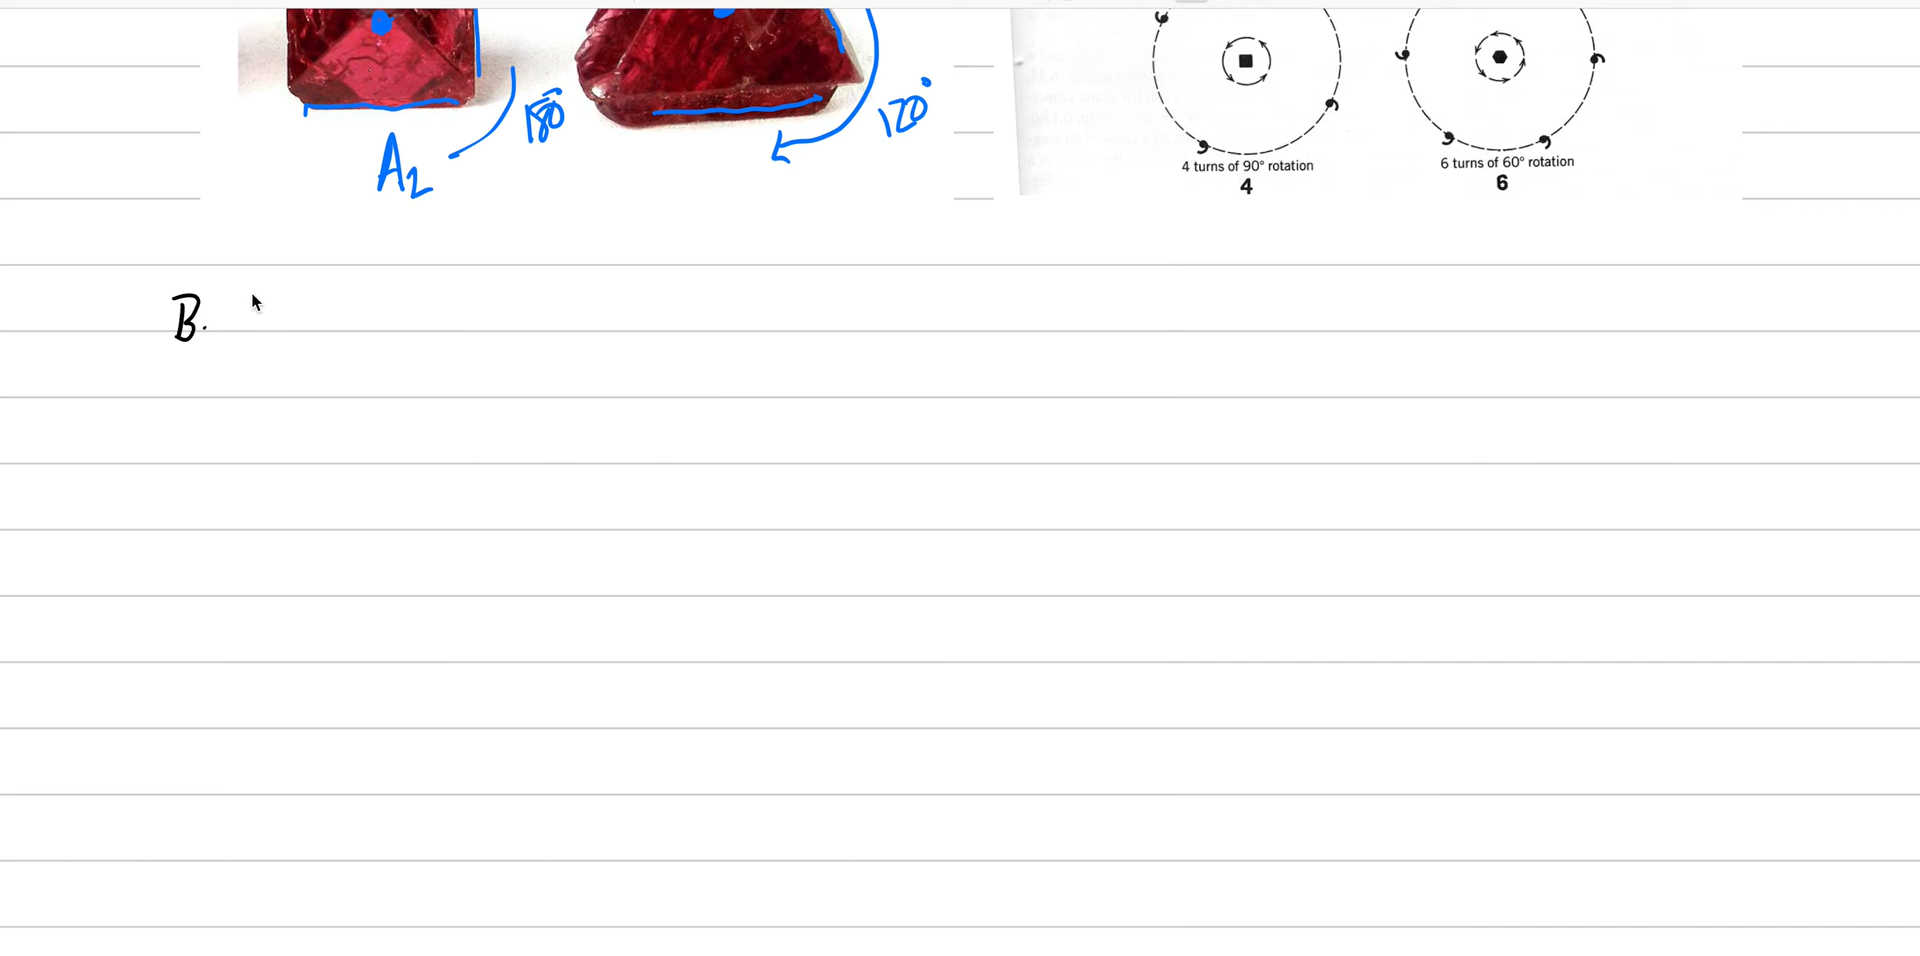 180°
120°
A2
4 turns of 90° rotation
4
6 turns of 60° rotation
6
B.